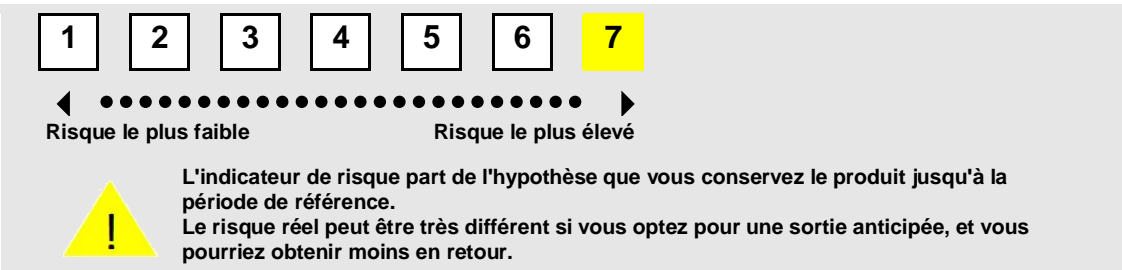 1 2 3 4 5 6 7
Risque le plus faible Risque le plus élevé
L'indicateur de risque part de l'hypothèse que vous conservez le produit jusqu'à la
période de référence.
! Le risque réel peut être très différent si vous optez pour une sortie anticipée, et vous
pourriez obtenir moins en retour.